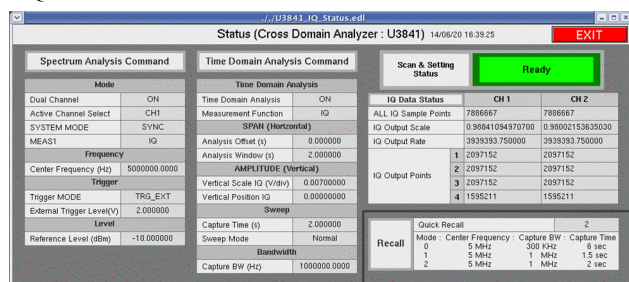 ././U3841_IQ_Status.edl
Status (Cross Domain Analyzer : U3841) 14/06/20 16:39:25 EXIT
Spectrum Analysis Command
Mode
Dual Channel ON
Active Channel Select CH1
SYSTEM MODE SYNC
MEAS1 IQ
Frequency
Center Frequency (Hz) 5000000.0000
Trigger
Trigger MODE TRG_EXT
External Trigger Level(V) 2.000000
Level
Reference Level (dBm) -10.000000
Time Domain Analysis Command
Time Domain Analysis
Time Domain Analysis ON
Measurement Function IQ
SPAN (Horizontal)
Analysis Offset (s) 0.000000
Analysis Window (s) 2.000000
AMPLITUDE (Vertical)
Vertical Scale IQ (V/div) 0.00700000
Vertical Position IQ 0.00000000
Sweep
Capture Time (s) 2.000000
Sweep Mode Normal
Bandwidth
Capture BW (Hz) 1000000.0000
Scan & Setting
Status
Ready
IQ Data Status CH 1 CH 2
ALL IQ Sample Points 7886667 7886667
IQ Output Scale 0.98841094970700 0.98002153635030
IQ Output Rate 3939393.750000 3939393.750000
IQ Output Points
1 2097152 2097152
2 2097152 2097152
3 2097152 2097152
4 1595211 1595211
Recall
Quick Recall 2
Mode : Center Frequency : Capture BW : Capture Time
0 5 MHz 300 KHz 6 sec
1 5 MHz 1 MHz 1.5 sec
2 5 MHz 1 MHz 2 sec